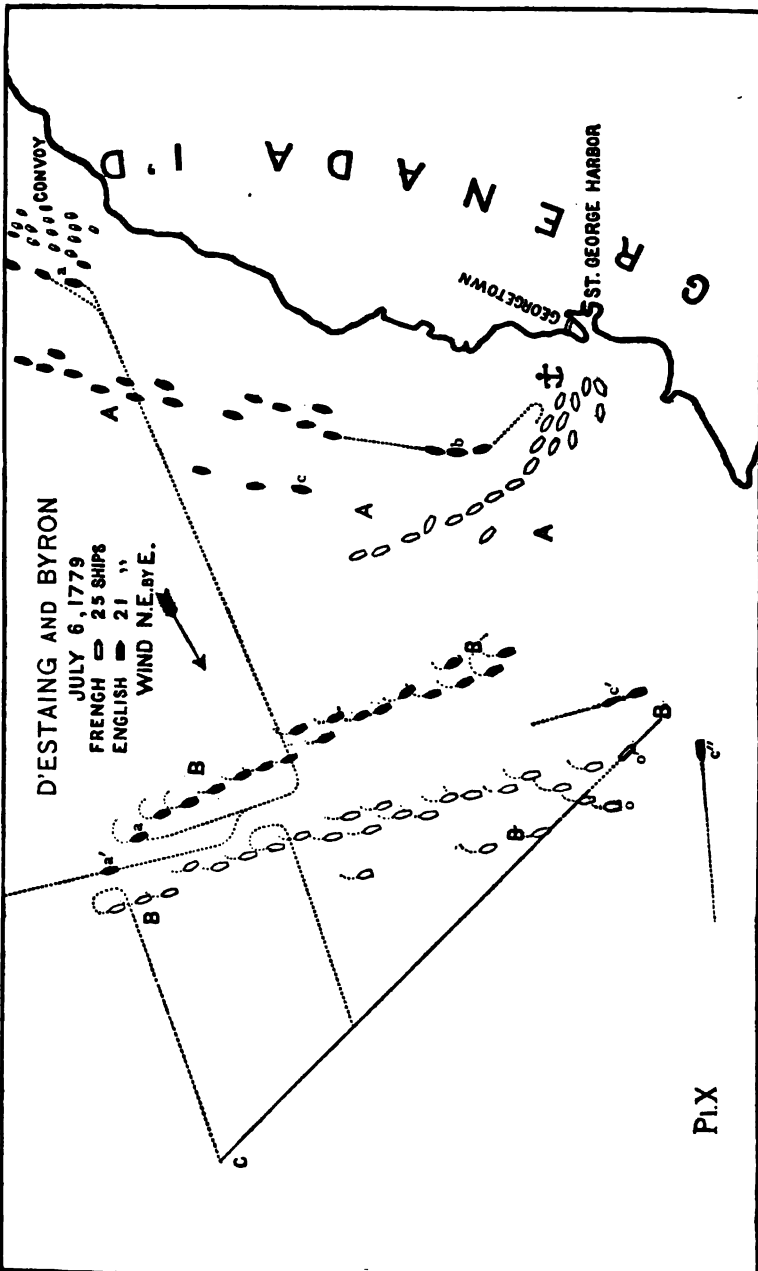 D'ESTAING AND BYRON
JULY 6, 1779
FRENCH 25 SHIPS
ENGLISH 21 "
WIND N.E. BY E.
CONVOY
GRENADA I'D
GEORGETOWN
ST. GEORGE HARBOR
a
A
b
c
A
A
B
B'
a
a'
B
B
B
c'
c''
o
o
C
Pl. X